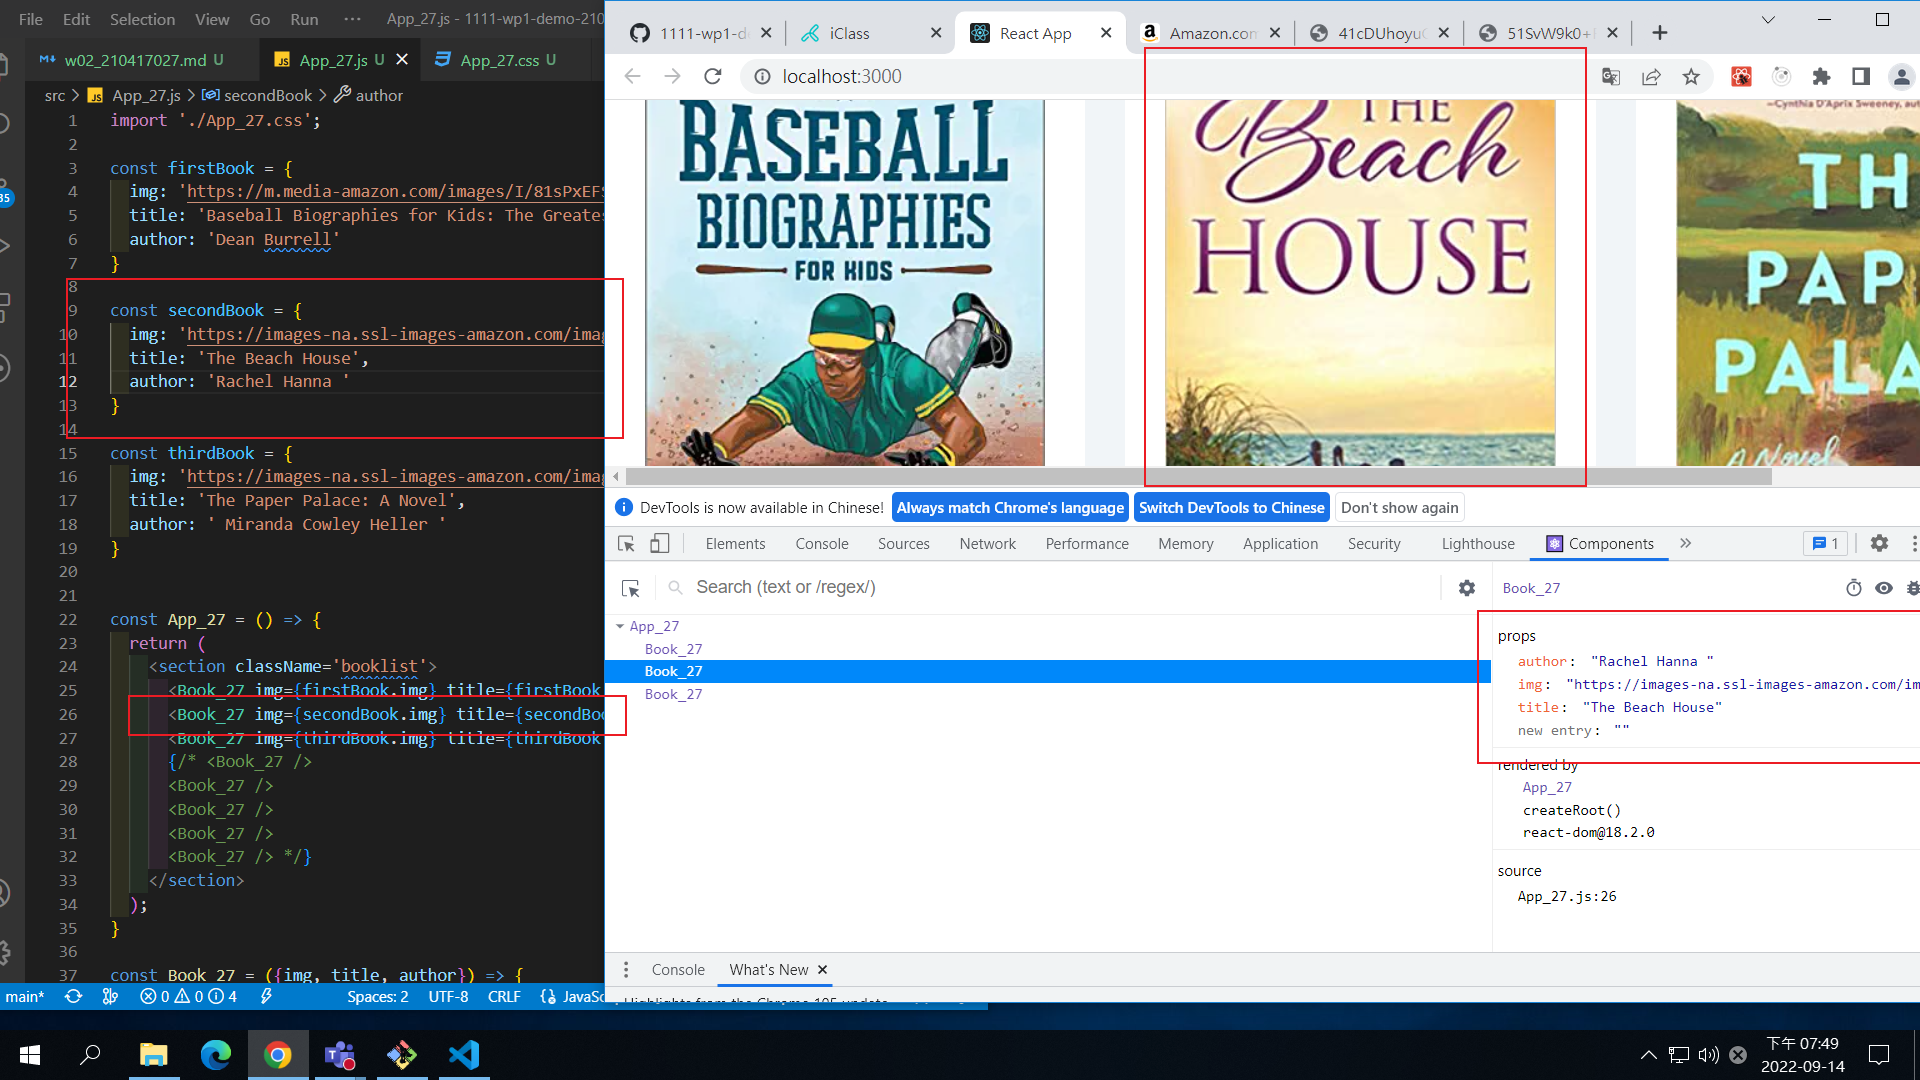 File Edit Selection View Go Run ··· App_27.js - 1111-wp1-demo-210
w02_210417027.md U App_27.js U App_27.css U
src > App_27.js > secondBook > author
35
1 import './App_27.css';
2
3 const firstBook = {
4 img: 'https://m.media-amazon.com/images/I/81sPxEFS
5 title: 'Baseball Biographies for Kids: The Greates
6 author: 'Dean Burrell'
7 }
8
9 const secondBook = {
10 img: 'https://images-na.ssl-images-amazon.com/imag
11 title: 'The Beach House',
12 author: 'Rachel Hanna '
13 }
14
15 const thirdBook = {
16 img: 'https://images-na.ssl-images-amazon.com/imag
17 title: 'The Paper Palace: A Novel',
18 author: ' Miranda Cowley Heller '
19 }
20
21
22 const App_27 = () => {
23 return (
24 <section className='booklist'>
25 <Book_27 img={firstBook.img} title={firstBook
26 <Book_27 img={secondBook.img} title={secondBoo
27 <Book_27 img={thirdBook.img} title={thirdBook
28 {/* <Book_27 />
29 <Book_27 />
30 <Book_27 />
31 <Book_27 />
32 <Book_27 /> */}
33 </section>
34 );
35 }
36
37 const Book_27 = ({img, title, author}) => {
main* 0 0 4 Spaces: 2 UTF-8 CRLF JavaSc
1111-wp1-d iClass React App Amazon.com 41cDUhoyu 51SvW9k0+
localhost:3000
BASEBALL
BIOGRAPHIES
FOR KIDS
THE
Beach
HOUSE
—Cynthia D'Aprix Sweeney, aut
TH
PAP
PALA
A Novel
DevTools is now available in Chinese! Always match Chrome's language Switch DevTools to Chinese Don't show again
Elements Console Sources Network Performance Memory Application Security Lighthouse Components 1
Search (text or /regex/)
App_27
Book_27
Book_27
Book_27
Book_27
props
author: "Rachel Hanna "
img: "https://images-na.ssl-images-amazon.com/im
title: "The Beach House"
new entry: ""
rendered by
App_27
createRoot()
react-dom@18.2.0
source
App_27.js:26
Console What's New
Highlights from the Chrome 105 update
下午 07:49
2022-09-14